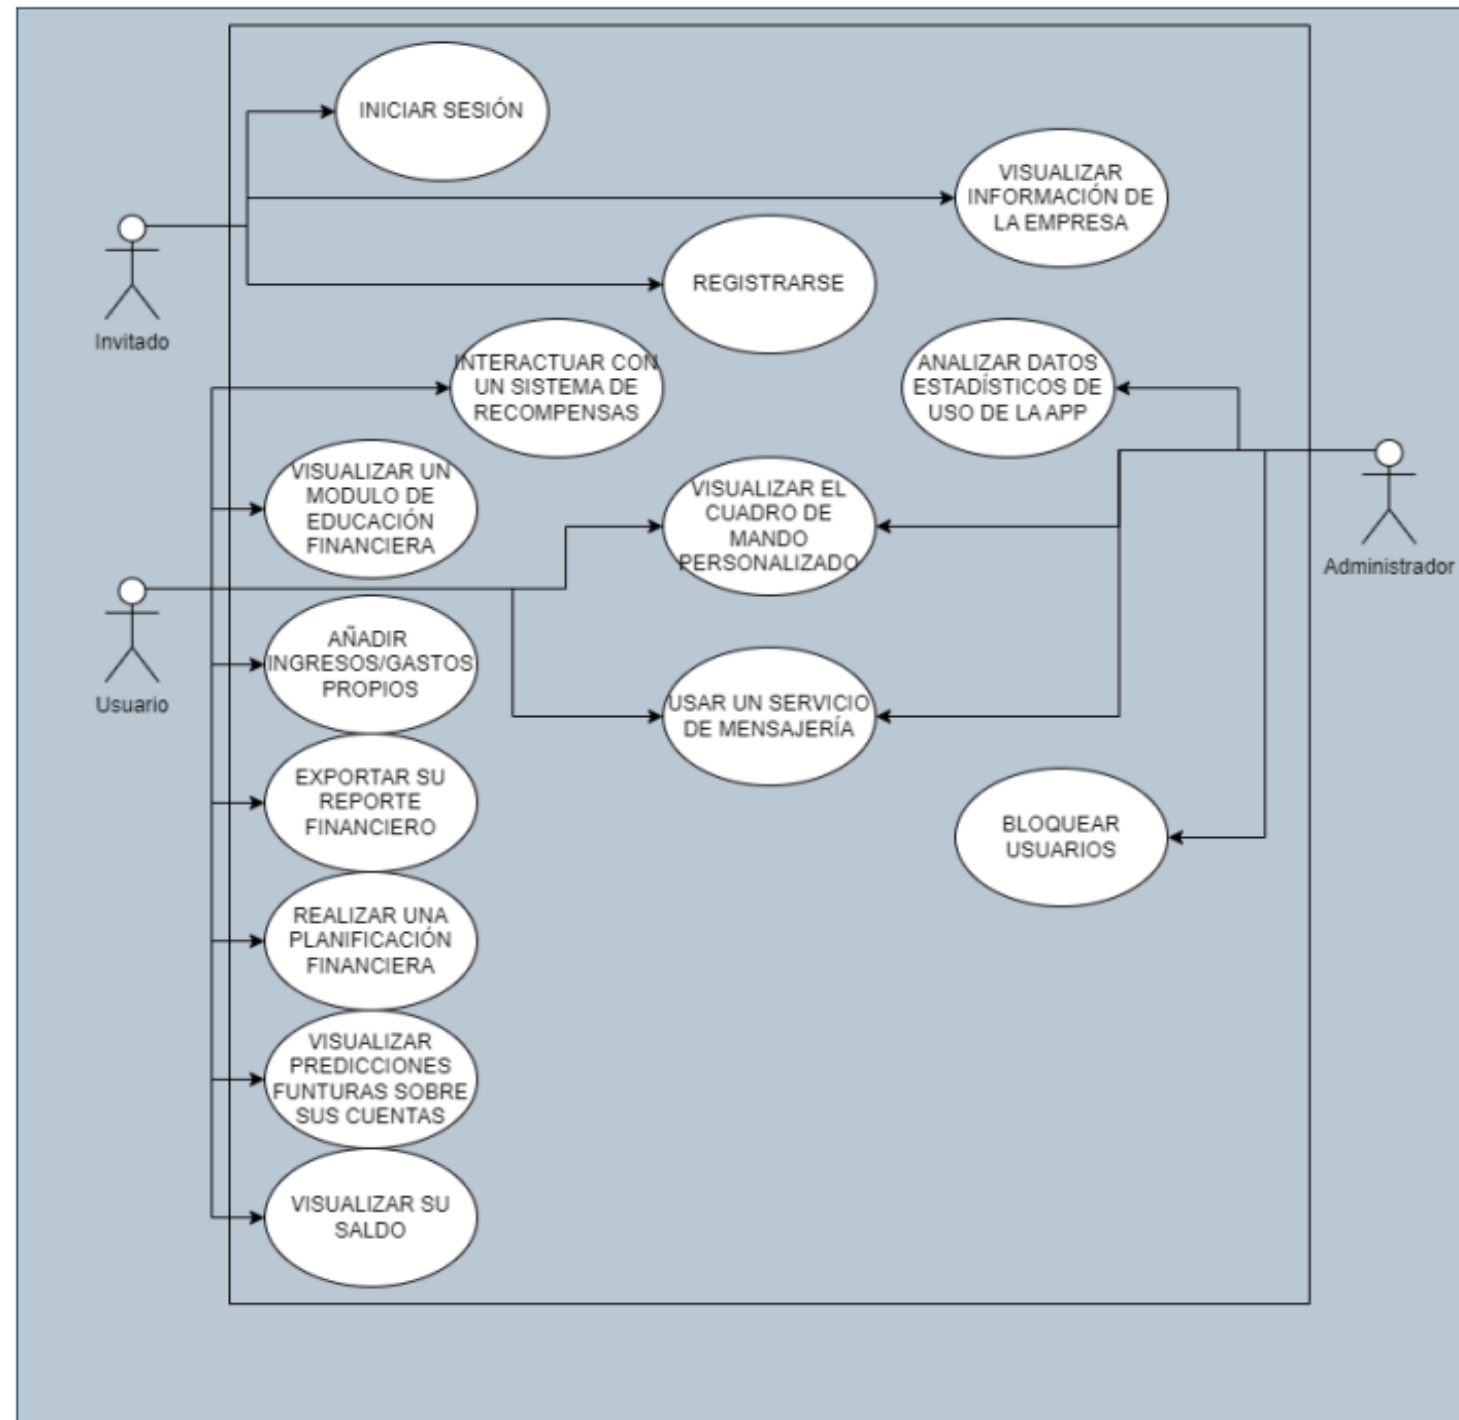 INICIAR SESIÓN
VISUALIZAR
INFORMACIÓN DE
LA EMPRESA
REGISTRARSE
Invitado
INTERACTUAR CON
UN SISTEMA DE
RECOMPENSAS
ANALIZAR DATOS
ESTADÍSTICOS DE
USO DE LA APP
VISUALIZAR UN
MODULO DE
EDUCACIÓN
FINANCIERA
VISUALIZAR EL
CUADRO DE
MANDO
PERSONALIZADO
Administrador
AÑADIR
INGRESOS/GASTOS
PROPIOS
Usuario
USAR UN SERVICIO
DE MENSAJERÍA
EXPORTAR SU
REPORTE
FINANCIERO
BLOQUEAR
USUARIOS
REALIZAR UNA
PLANIFICACIÓN
FINANCIERA
VISUALIZAR
PREDICCIONES
FUNTURAS SOBRE
SUS CUENTAS
VISUALIZAR SU
SALDO